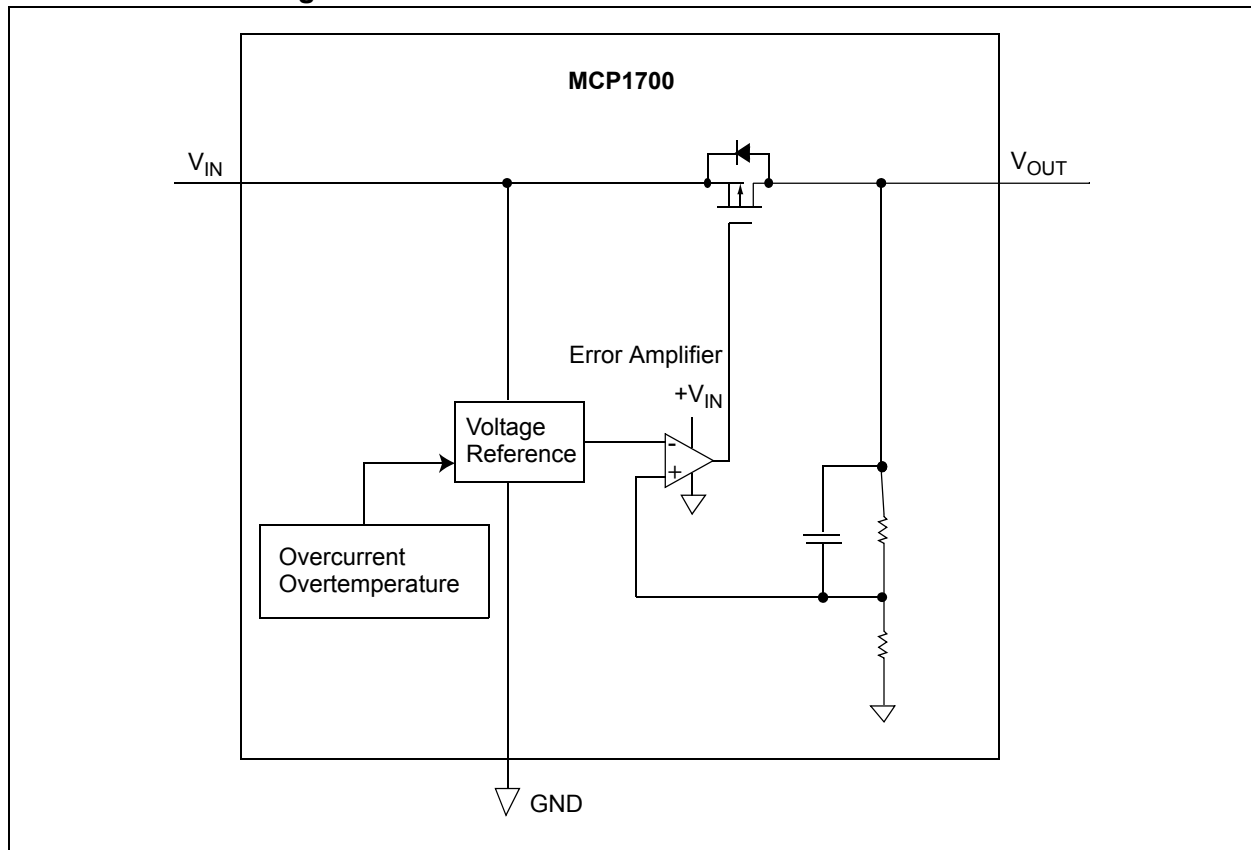 MCP1700
VIN
VOUT
Error Amplifier
+VIN
Voltage
Reference
-
+
Overcurrent
Overtemperature
GND